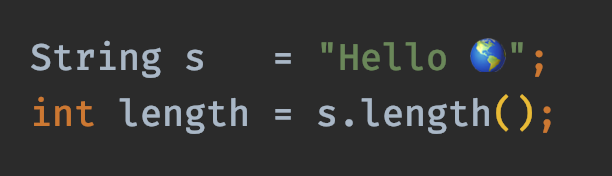 String s   = "Hello 🌎";
int length = s.length();